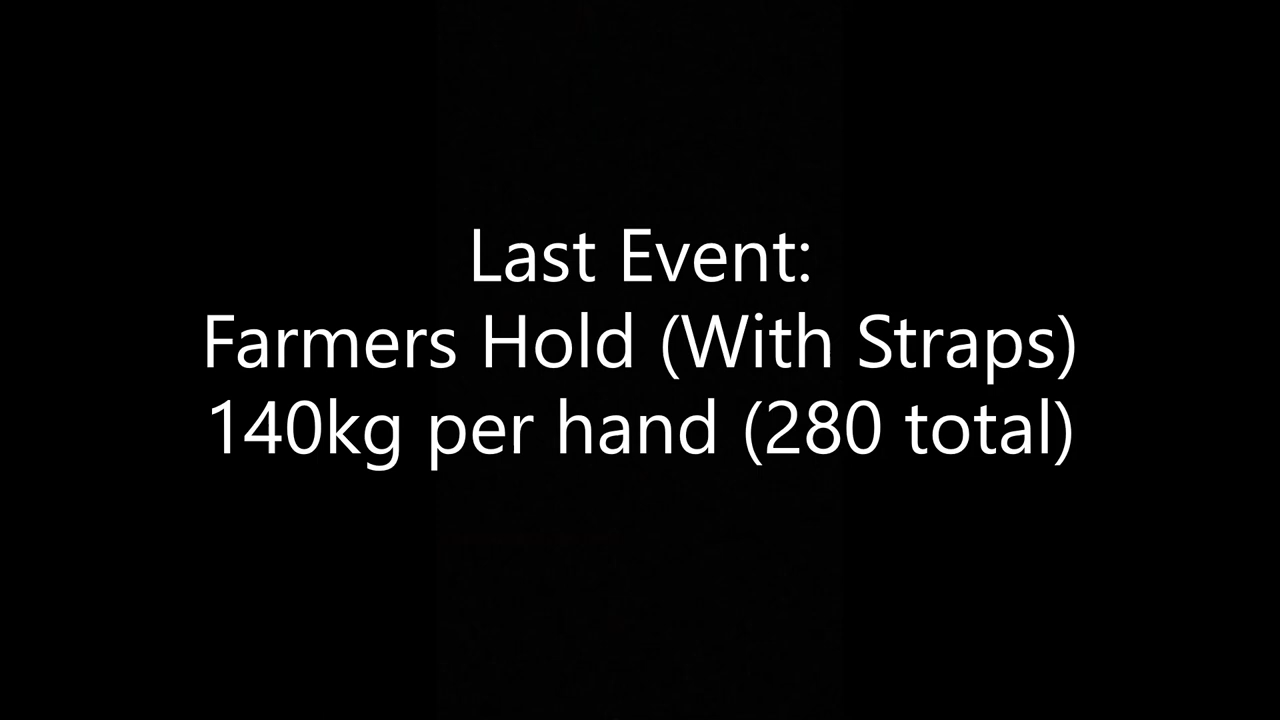 Last Event:
Farmers Hold (With Straps)
140kg per hand (280 total)